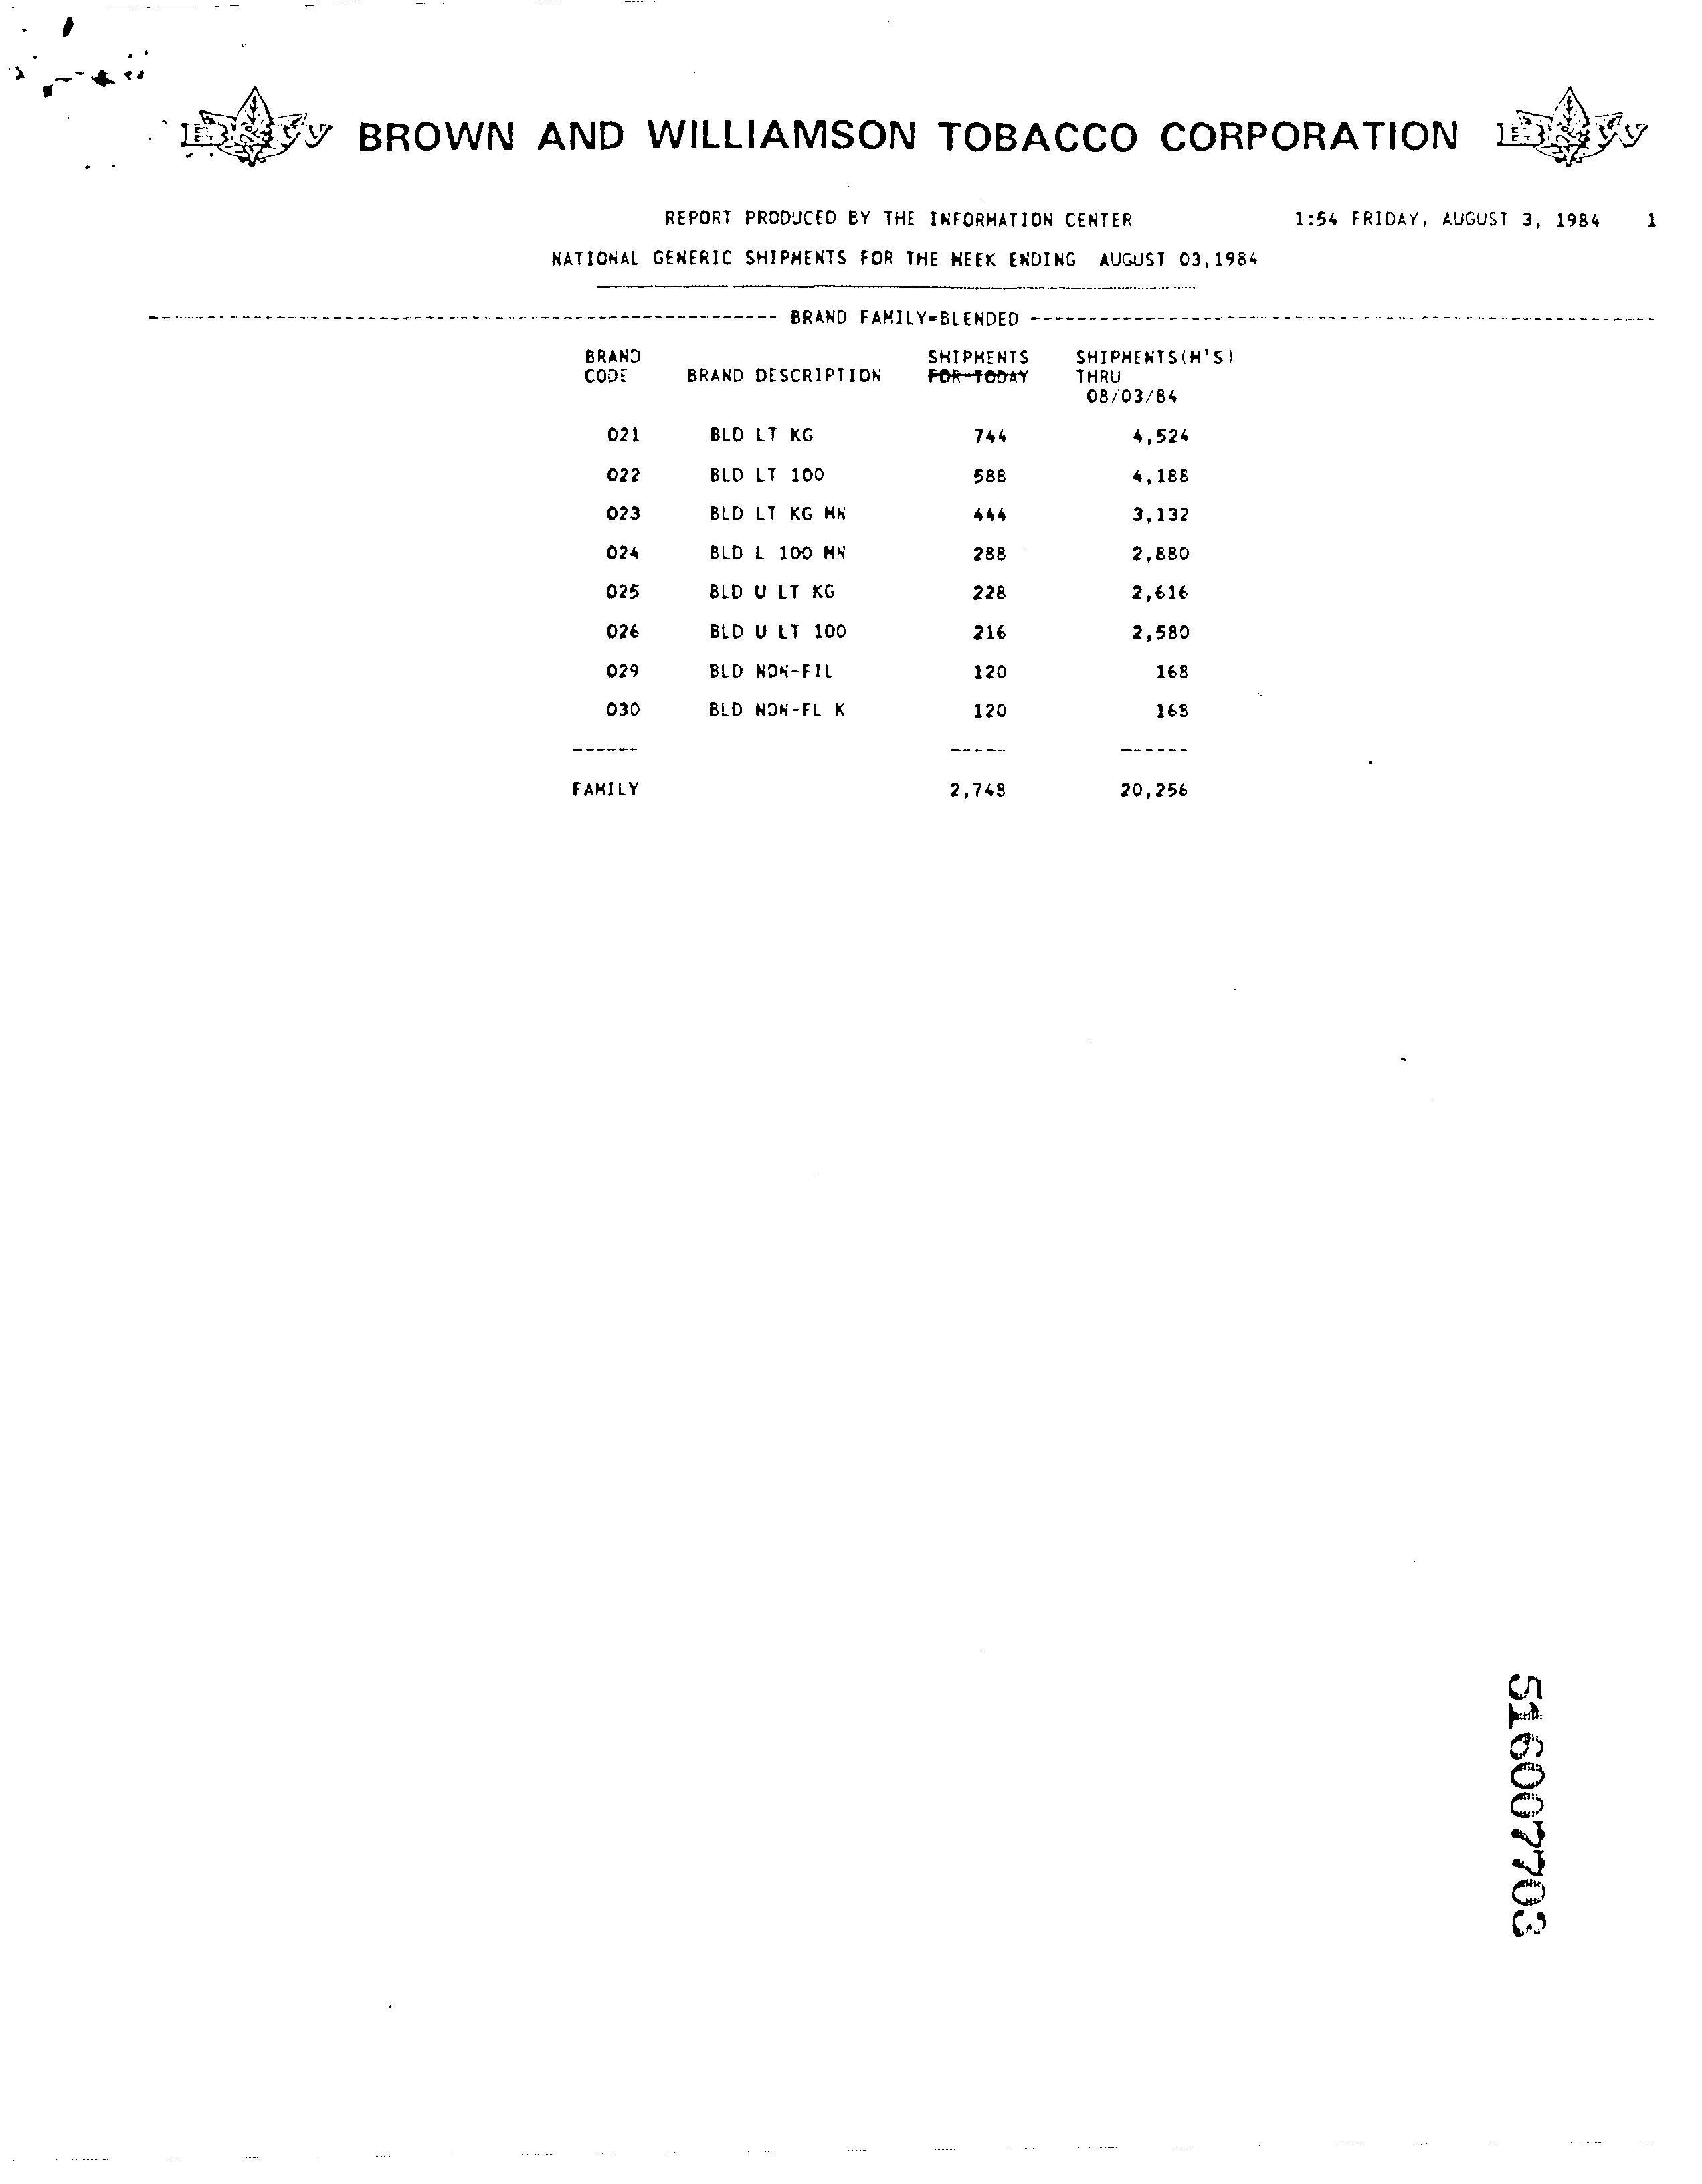 B&W BROWN AND WILLIAMSON TOBACCO CORPORATION B&W
REPORT PRODUCED BY THE INFORMATION CENTER 1:54 FRIDAY, AUGUST 3, 1984 1
NATIONAL GENERIC SHIPMENTS FOR THE WEEK ENDING AUGUST 03,1984
BRAND FAMILY=BLENDED
BRAND SHIPMENTS SHIPMENTS(M'S)
CODE BRAND DESCRIPTION FOR TODAY THRU
08/03/84
021 BLD LT KG 744 4,524
022 BLD LT 100 588 4,188
023 BLD LT KG MN 444 3,132
024 BLD L 100 MN 288 2,880
025 BLD U LT KG 228 2,616
026 BLD U LT 100 216 2,580
029 BLD NON-FIL 120 168
030 BLD NON-FL K 120 168
------ ----- ------
FAMILY 2,748 20,256
516007703